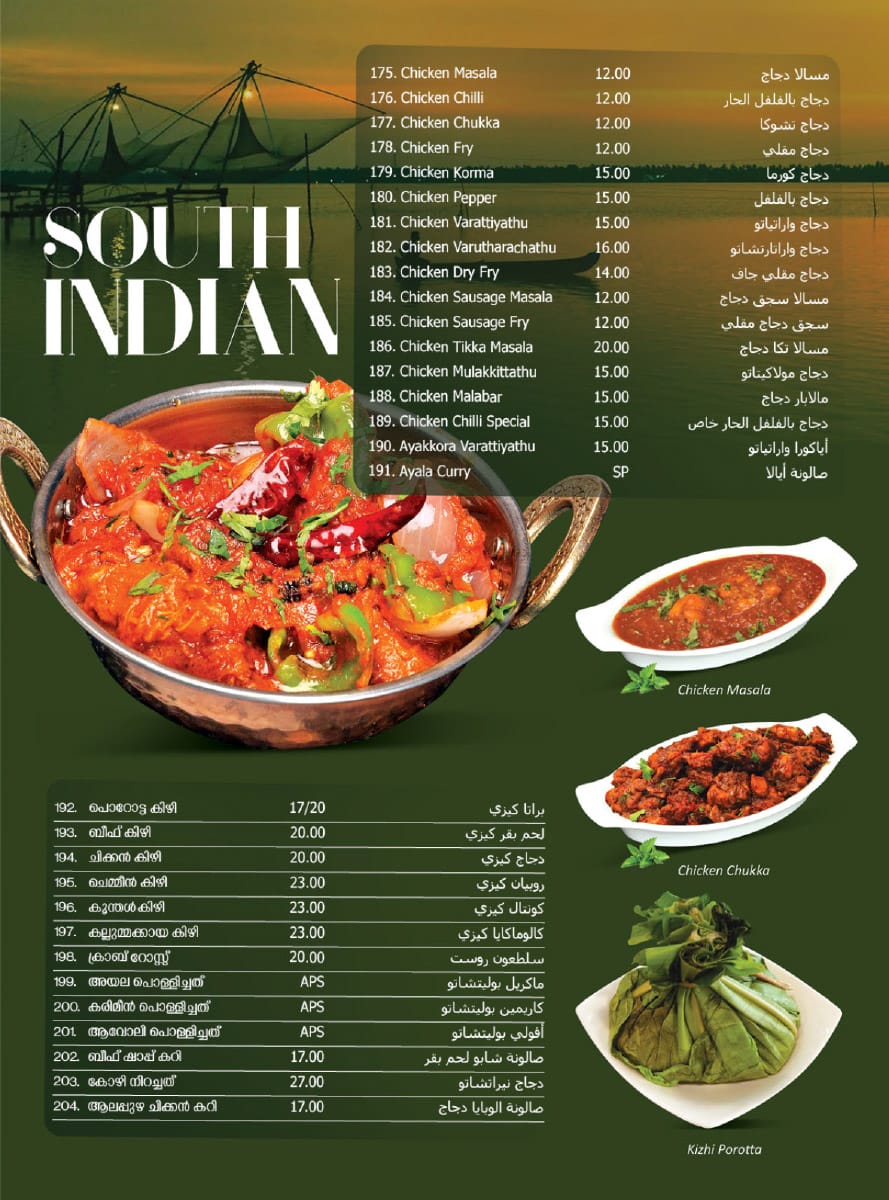 SOUTH
INDIAN
175. Chicken Masala 12.00 مسالا دجاج
176. Chicken Chilli 12.00 دجاج بالفلفل الحار
177. Chicken Chukka 12.00 دجاج تشوكا
178. Chicken Fry 12.00 دجاج مقلي
179. Chicken Korma 15.00 دجاج كورما
180. Chicken Pepper 15.00 دجاج بالفلفل
181. Chicken Varattiyathu 15.00 دجاج واراتياتو
182. Chicken Varutharachathu 16.00 دجاج واراتارتشاتو
183. Chicken Dry Fry 14.00 دجاج مقلي جاف
184. Chicken Sausage Masala 12.00 مسالا سجق دجاج
185. Chicken Sausage Fry 12.00 سجق دجاج مقلي
186. Chicken Tikka Masala 20.00 مسالا تكا دجاج
187. Chicken Mulakkittathu 15.00 دجاج مولاكيتاتو
188. Chicken Malabar 15.00 مالابار دجاج
189. Chicken Chilli Special 15.00 دجاج بالفلفل الحار خاص
190. Ayakkora Varattiyathu 15.00 أياكورا واراتياتو
191. Ayala Curry SP صالونة أيالا
Chicken Masala
Chicken Chukka
192. പൊറോട്ട കിഴി 17/20 براتا كيزي
193. ബീഫ് കിഴി 20.00 لحم بقر كيزي
194. ചിക്കൻ കിഴി 20.00 دجاج كيزي
195. ചെമ്മീൻ കിഴി 23.00 روبيان كيزي
196. കൂന്തൾ കിഴി 23.00 كونتال كيزي
197. കല്ലുമ്മക്കായ കിഴി 23.00 كالوماكايا كيزي
198. ക്രാബ് റോസ്റ്റ് 20.00 سلطعون روست
199. അയല പൊള്ളിച്ചത് APS ماكريل بوليتشاتو
200. കരിമീൻ പൊള്ളിച്ചത് APS كاريمين بوليتشاتو
201. ആവോലി പൊള്ളിച്ചത് APS أفولي بوليتشاتو
202. ബീഫ് ഷാപ്പ് കറി 17.00 صالونة شابو لحم بقر
203. കോഴി നിറച്ചത് 27.00 دجاج نيراتشاتو
204. ആലപ്പുഴ ചിക്കൻ കറി 17.00 صالونة الوبايا دجاج
Kizhi Porotta